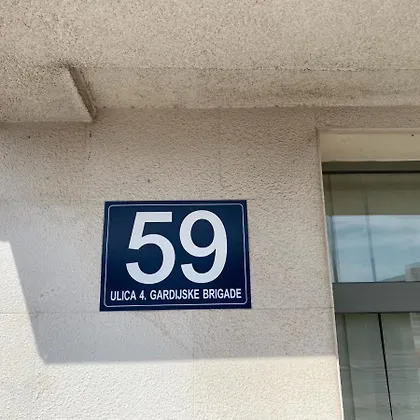 59
ULICA 4. GARDIJSKE BRIGADE